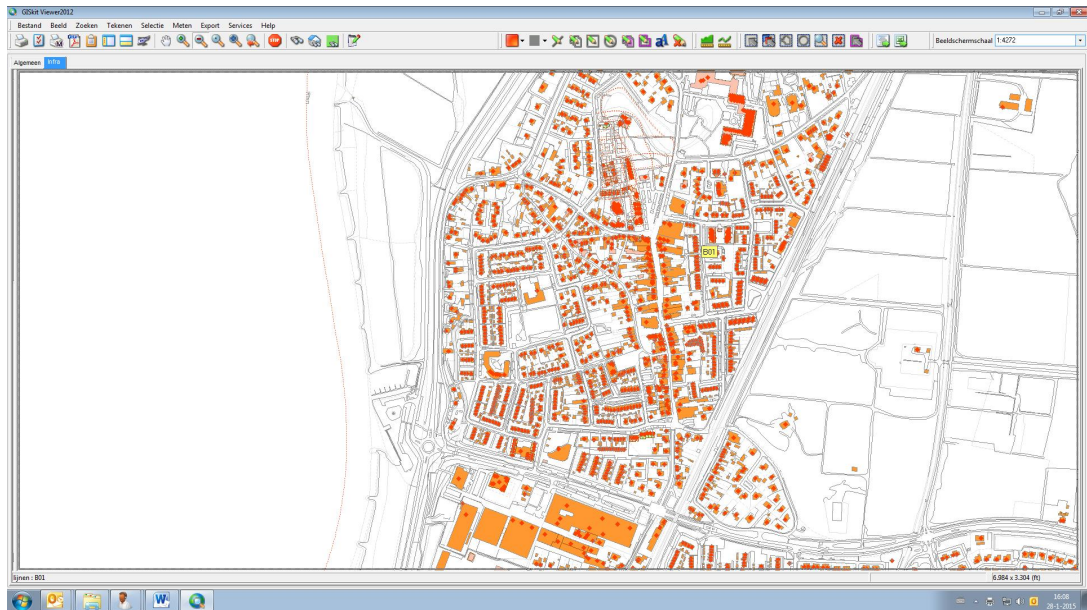 GISkit Viewer2012
Bestand Beeld Zoeken Tekenen Selectie Meten Export Services Help
STOP
Beeldschermschaal 1:4272
Algemeen Infra
B01
lijnen : B01
6.984 x 3.304 (ft)
16:08
28-1-2015